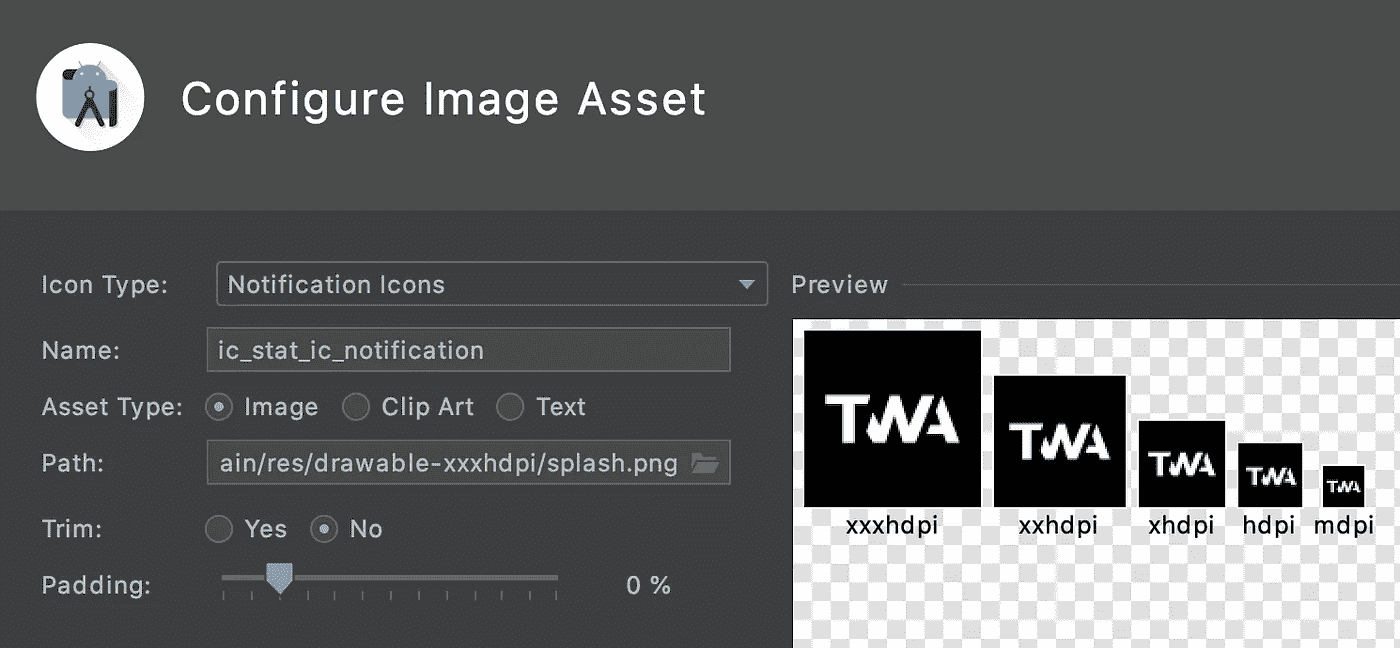 Configure Image Asset
Icon Type: Notification Icons
Preview
Name: ic_stat_ic_notification
Asset Type: Image Clip Art Text
Path: ain/res/drawable-xxxhdpi/splash.png
Trim: Yes No
Padding: 0 %
TWA TWA TWA TWA TWA
xxxhdpi xxhdpi xhdpi hdpi mdpi